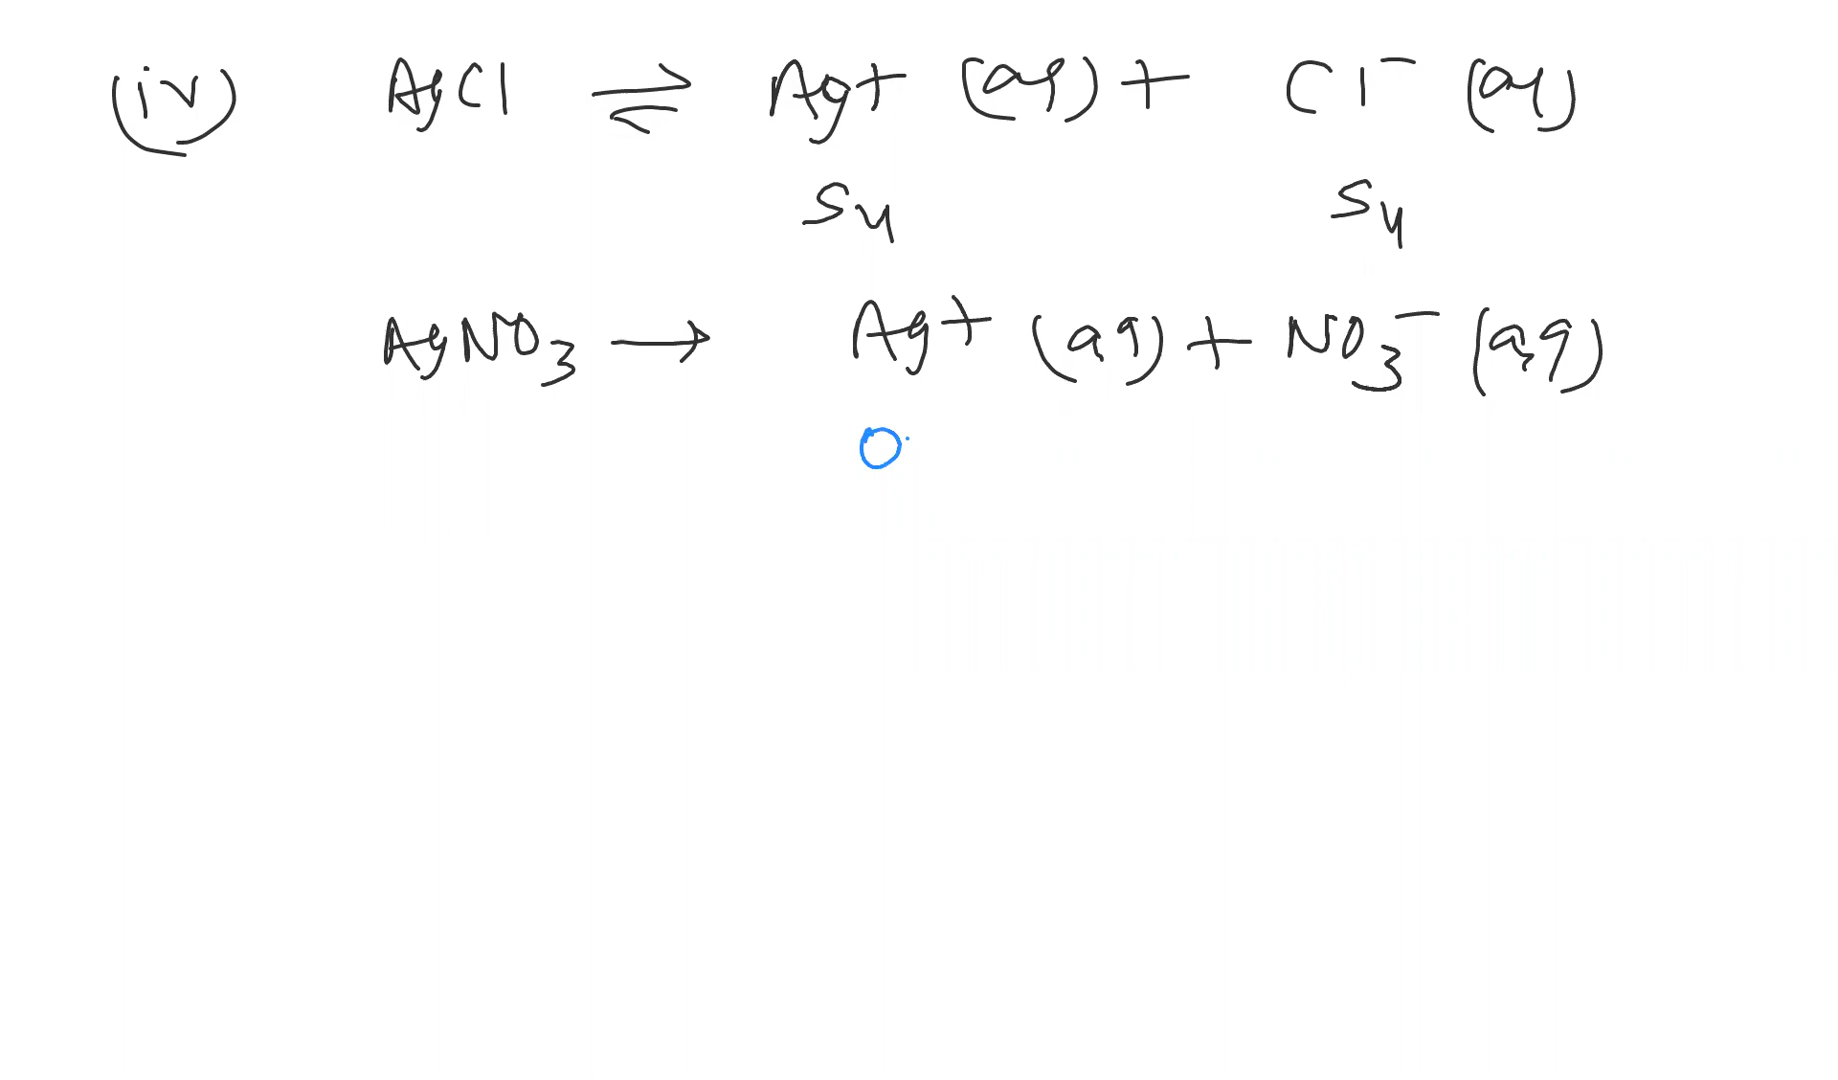 (iv) AgCl ⇌ Ag+ (aq) + Cl⁻ (aq)
S₄ S₄
AgNO₃ → Ag+ (aq) + NO₃⁻ (aq)
0.